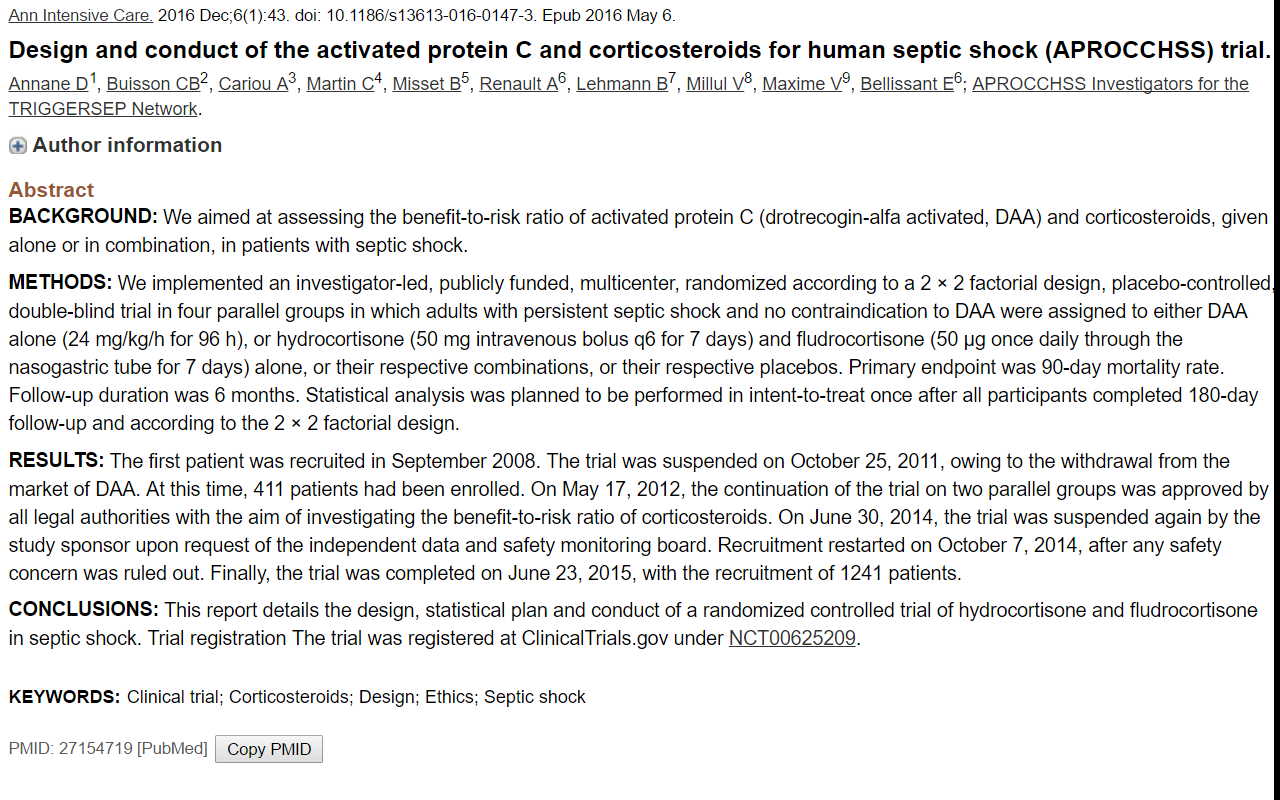 Ann Intensive Care. 2016 Dec;6(1):43. doi: 10.1186/s13613-016-0147-3. Epub 2016 May 6.
Design and conduct of the activated protein C and corticosteroids for human septic shock (APROCCHSS) trial.
Annane D1, Buisson CB2, Cariou A3, Martin C4, Misset B5, Renault A6, Lehmann B7, Millul V8, Maxime V9, Bellissant E6; APROCCHSS Investigators for the
TRIGGERSEP Network.
Author information
Abstract
BACKGROUND: We aimed at assessing the benefit-to-risk ratio of activated protein C (drotrecogin-alfa activated, DAA) and corticosteroids, given
alone or in combination, in patients with septic shock.
METHODS: We implemented an investigator-led, publicly funded, multicenter, randomized according to a 2 × 2 factorial design, placebo-controlled,
double-blind trial in four parallel groups in which adults with persistent septic shock and no contraindication to DAA were assigned to either DAA
alone (24 mg/kg/h for 96 h), or hydrocortisone (50 mg intravenous bolus q6 for 7 days) and fludrocortisone (50 µg once daily through the
nasogastric tube for 7 days) alone, or their respective combinations, or their respective placebos. Primary endpoint was 90-day mortality rate.
Follow-up duration was 6 months. Statistical analysis was planned to be performed in intent-to-treat once after all participants completed 180-day
follow-up and according to the 2 × 2 factorial design.
RESULTS: The first patient was recruited in September 2008. The trial was suspended on October 25, 2011, owing to the withdrawal from the
market of DAA. At this time, 411 patients had been enrolled. On May 17, 2012, the continuation of the trial on two parallel groups was approved by
all legal authorities with the aim of investigating the benefit-to-risk ratio of corticosteroids. On June 30, 2014, the trial was suspended again by the
study sponsor upon request of the independent data and safety monitoring board. Recruitment restarted on October 7, 2014, after any safety
concern was ruled out. Finally, the trial was completed on June 23, 2015, with the recruitment of 1241 patients.
CONCLUSIONS: This report details the design, statistical plan and conduct of a randomized controlled trial of hydrocortisone and fludrocortisone
in septic shock. Trial registration The trial was registered at ClinicalTrials.gov under NCT00625209.
KEYWORDS: Clinical trial; Corticosteroids; Design; Ethics; Septic shock
PMID: 27154719 [PubMed] Copy PMID